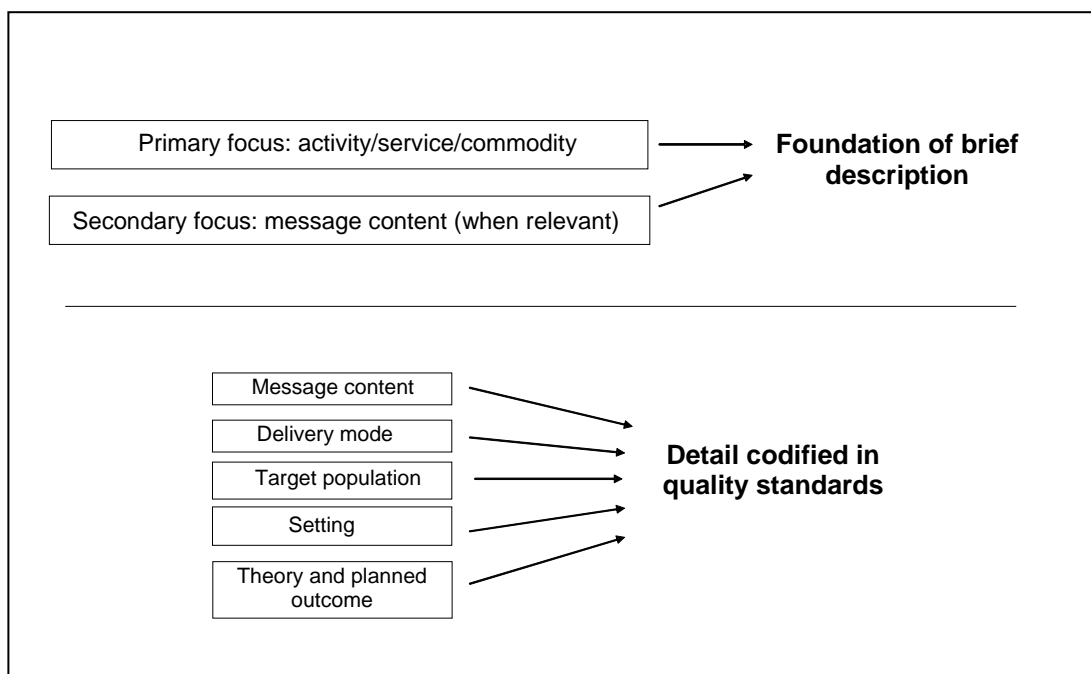 Primary focus: activity/service/commodity
Foundation of brief
description
Secondary focus: message content (when relevant)
Message content
Delivery mode
Target population
Setting
Theory and planned
outcome
Detail codified in
quality standards